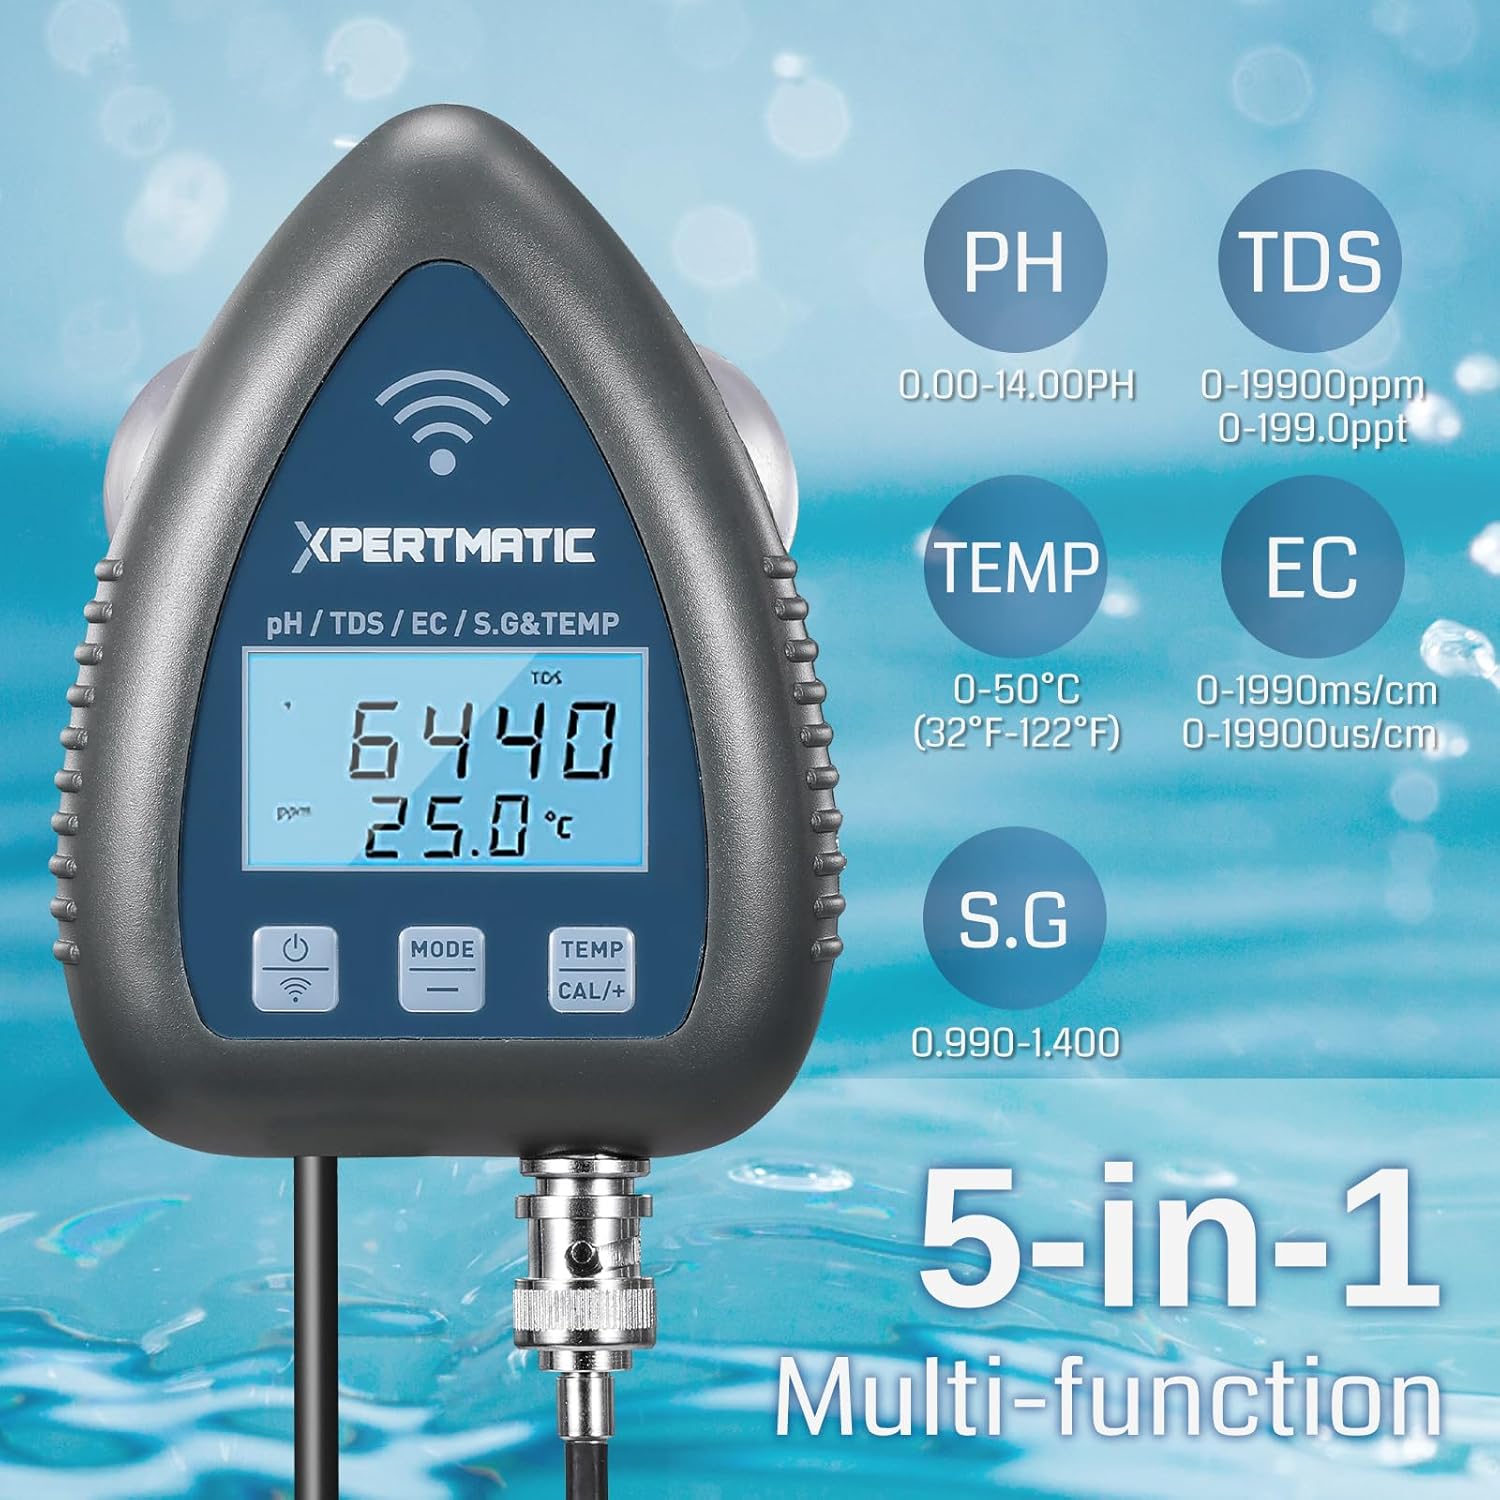 XPERTMATIC
pH / TDS / EC / S.G&TEMP
TDS
6440
ppm
25.0 °C
MODE
TEMP
CAL/+
PH
0.00-14.00PH
TDS
0-19900ppm
0-199.0ppt
TEMP
0-50°C
(32°F-122°F)
EC
0-1990ms/cm
0-19900us/cm
S.G
0.990-1.400
5-in-1
Multi-function